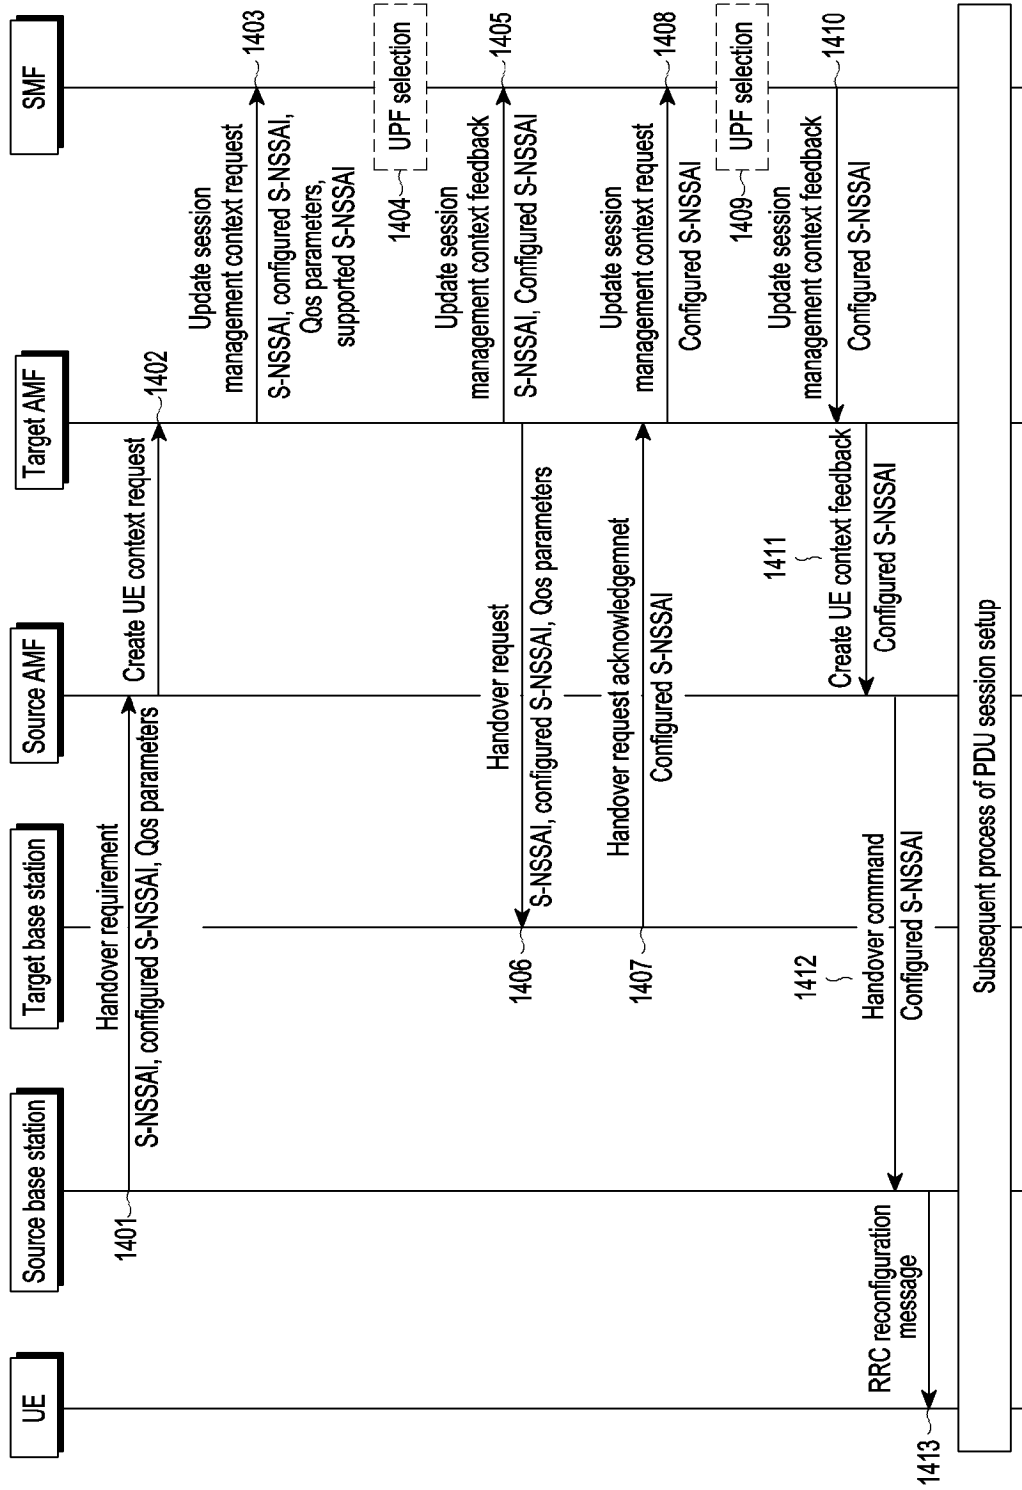 UE
Source base station
Target base station
Source AMF
Target AMF
SMF
Handover requirement
1401
S-NSSAI, configured S-NSSAI, Qos parameters
Create UE context request
1402
Update session
management context request
1403
S-NSSAI, configured S-NSSAI,
Qos parameters,
supported S-NSSAI
1404
UPF selection
Update session
management context feedback
1405
S-NSSAI, Configured S-NSSAI
Handover request
1406
S-NSSAI, configured S-NSSAI, Qos parameters
Handover request acknowledgemnet
1407
Configured S-NSSAI
Update session
management context request
1408
Configured S-NSSAI
1409
UPF selection
Update session
management context feedback
1410
Configured S-NSSAI
1411
Create UE context feedback
Configured S-NSSAI
1412
Handover command
Configured S-NSSAI
RRC reconfiguration
message
1413
Subsequent process of PDU session setup